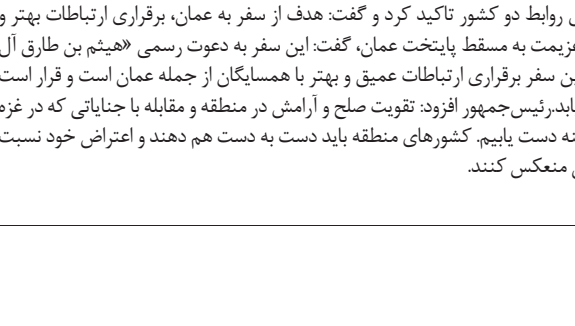 روابط دو کشور تاکید کرد و گفت: هدف از سفر به عمان، برقراری ارتباطات بهتر و
عزیمت به مسقط پایتخت عمان، گفت: این سفر به دعوت رسمی «هیثم بن طارق آل
ین سفر برقراری ارتباطات عمیق و بهتر با همسایگان از جمله عمان است و قرار است
یابد.رئیس‌جمهور افزود: تقویت صلح و آرامش در منطقه و مقابله با جنایاتی که در غزه
نه دست یابیم. کشورهای منطقه باید دست به دست هم دهند و اعتراض خود نسبت
منعکس کنند.